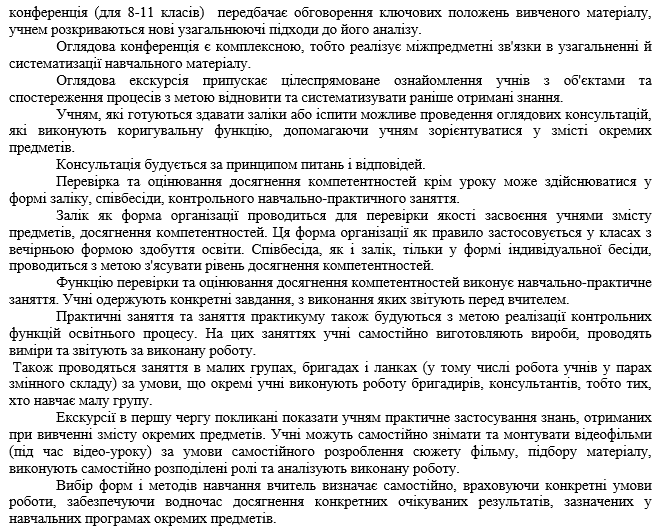 конференція (для 8-11 класів) передбачає обговорення ключових положень вивченого матеріалу,
учнем розкриваються нові узагальнюючі підходи до його аналізу.
Оглядова конференція є комплексною, тобто реалізує міжпредметні зв'язки в узагальненні й
систематизації навчального матеріалу.
Оглядова екскурсія припускає цілеспрямоване ознайомлення учнів з об'єктами та
спостереження процесів з метою відновити та систематизувати раніше отримані знання.
Учням, які готуються здавати заліки або іспити можливе проведення оглядових консультацій,
які виконують коригувальну функцію, допомагаючи учням зорієнтуватися у змісті окремих
предметів.
Консультація будується за принципом питань і відповідей.
Перевірка та оцінювання досягнення компетентностей крім уроку може здійснюватися у
формі заліку, співбесіди, контрольного навчально-практичного заняття.
Залік як форма організації проводиться для перевірки якості засвоєння учнями змісту
предметів, досягнення компетентностей. Ця форма організації як правило застосовується у класах з
вечірньою формою здобуття освіти. Співбесіда, як і залік, тільки у формі індивідуальної бесіди,
проводиться з метою з'ясувати рівень досягнення компетентностей.
Функцію перевірки та оцінювання досягнення компетентностей виконує навчально-практичне
заняття. Учні одержують конкретні завдання, з виконання яких звітують перед вчителем.
Практичні заняття та заняття практикуму також будуються з метою реалізації контрольних
функцій освітнього процесу. На цих заняттях учні самостійно виготовляють вироби, проводять
виміри та звітують за виконану роботу.
Також проводяться заняття в малих групах, бригадах і ланках (у тому числі робота учнів у парах
змінного складу) за умови, що окремі учні виконують роботу бригадирів, консультантів, тобто тих,
хто навчає малу групу.
Екскурсії в першу чергу покликані показати учням практичне застосування знань, отриманих
при вивченні змісту окремих предметів. Учні можуть самостійно знімати та монтувати відеофільми
(під час відео-уроку) за умови самостійного розроблення сюжету фільму, підбору матеріалу,
виконують самостійно розподілені ролі та аналізують виконану роботу.
Вибір форм і методів навчання вчитель визначає самостійно, враховуючи конкретні умови
роботи, забезпечуючи водночас досягнення конкретних очікуваних результатів, зазначених у
навчальних програмах окремих предметів.